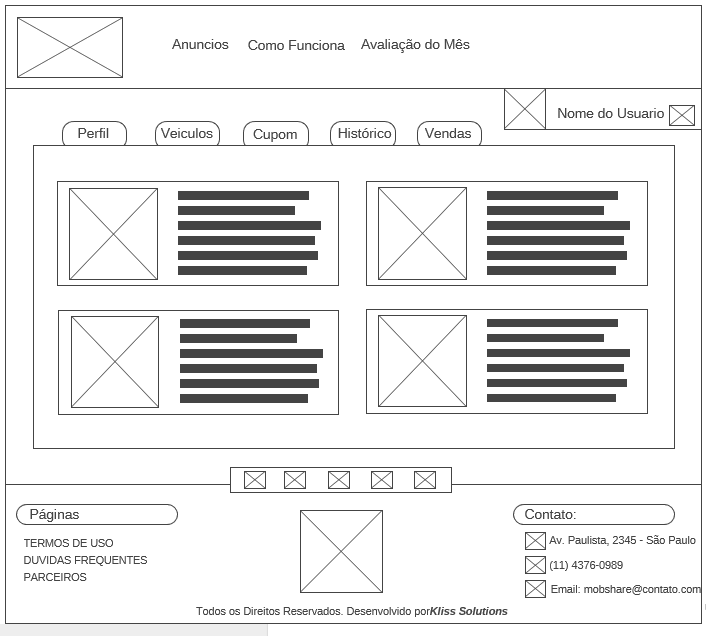 Anuncios Como Funciona Avaliação do Mês
Nome do Usuario
Perfil Veiculos Cupom Histórico Vendas
Páginas
TERMOS DE USO
DUVIDAS FREQUENTES
PARCEIROS
Contato:
Av. Paulista, 2345 - São Paulo
(11) 4376-0989
Email: mobshare@contato.com
Todos os Direitos Reservados. Desenvolvido porKliss Solutions